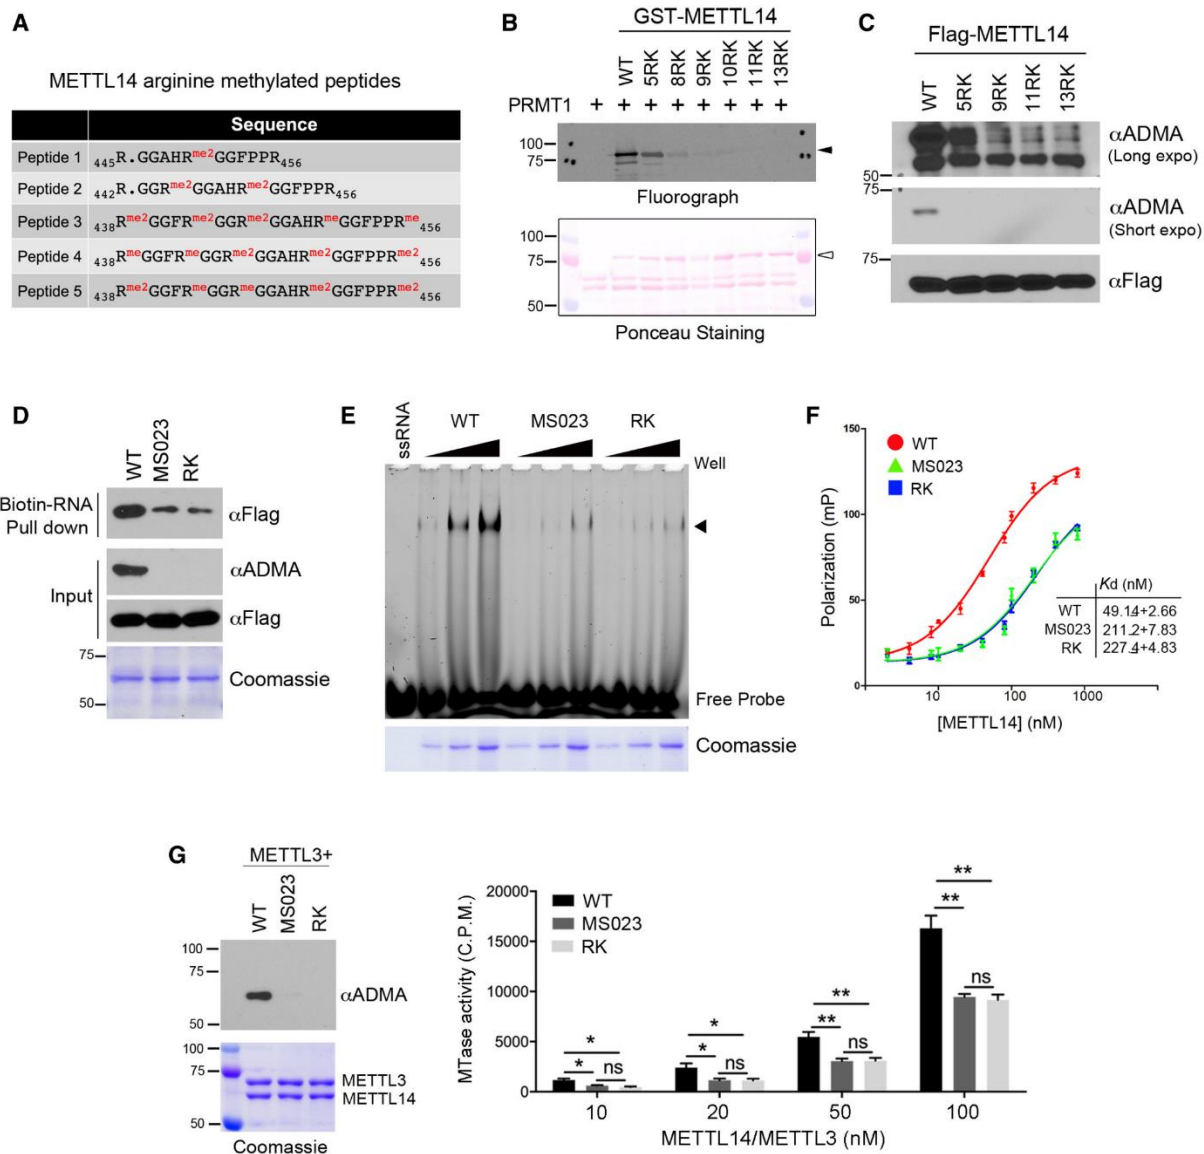 A
METTL14 arginine methylated peptides
Sequence
Peptide 1 445R.GGAHRme2GGFPPR456
Peptide 2 442R.GGRme2GGAHRme2GGFPPR456
Peptide 3 438Rme2GGFRme2GGRme2GGAHRmeGGFPPRme456
Peptide 4 438RmeGGFRmeGGRme2GGAHRme2GGFPPRme2456
Peptide 5 438Rme2GGFRmeGGRmeGGAHRme2GGFPPRme2456
B
GST-METTL14
WT 5RK 8RK 9RK 10RK 11RK 13RK
PRMT1 + + + + + + + +
100
75
Fluorograph
100
75
50
Ponceau Staining
C
Flag-METTL14
WT 5RK 9RK 11RK 13RK
αADMA
(Long expo)
50
75
αADMA
(Short expo)
75
αFlag
D
WT MS023 RK
Biotin-RNA
Pull down
αFlag
Input
αADMA
αFlag
75
Coomassie
50
E
ssRNA WT MS023 RK
Well
Free Probe
Coomassie
F
150
100
50
0
Polarization (mP)
WT
MS023
RK
Kd (nM)
WT 49.14+2.66
MS023 211.2+7.83
RK 227.4+4.83
10 100 1000
[METTL14] (nM)
G
METTL3+
WT MS023 RK
100
75
αADMA
50
100
75
METTL3
METTL14
50
Coomassie
MTase activity (C.P.M.)
20000
15000
10000
5000
0
WT
MS023
RK
*
* ns
*
* ns
**
** ns
**
**
ns
10 20 50 100
METTL14/METTL3 (nM)